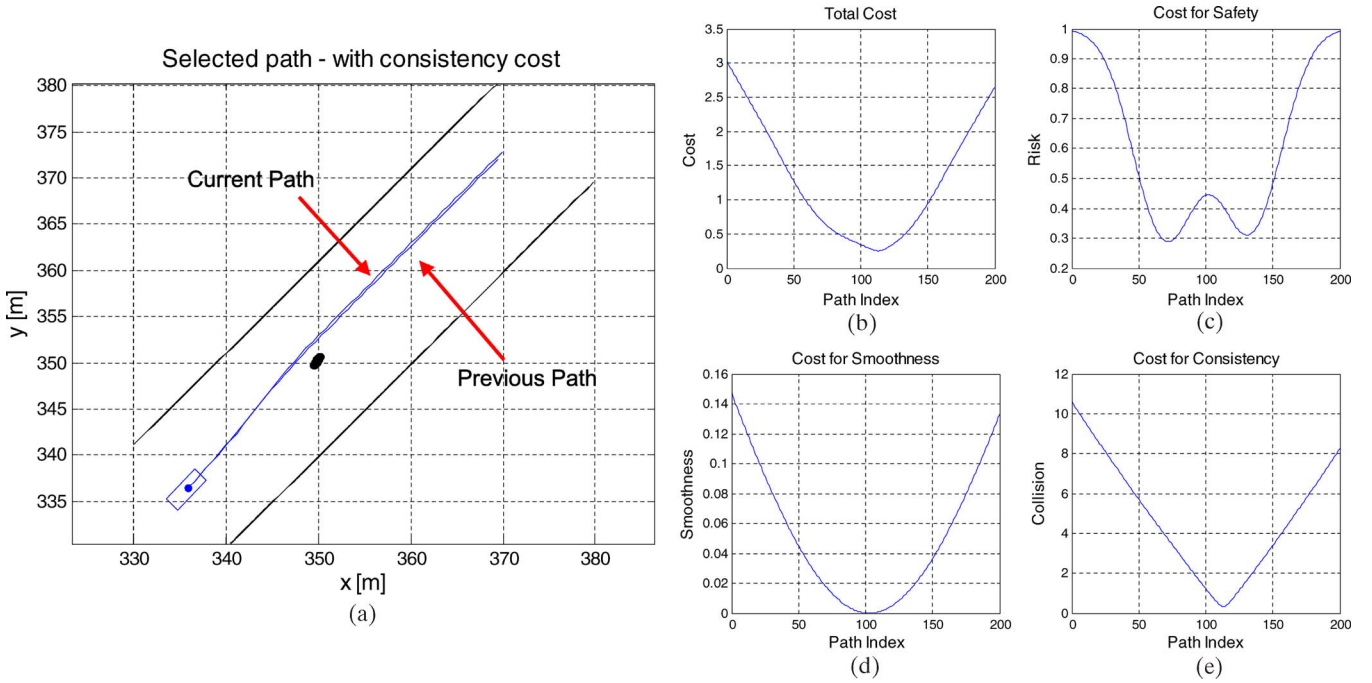 Selected path - with consistency cost
380
375
370
365
360
355
350
345
340
335
y [m]
Current Path
Previous Path
330 340 350 360 370 380
x [m]
(a)
Total Cost
3.5
3
2.5
2
1.5
1
0.5
0
Cost
0 50 100 150 200
Path Index
(b)
Cost for Safety
1
0.9
0.8
0.7
0.6
0.5
0.4
0.3
0.2
Risk
0 50 100 150 200
Path Index
(c)
Cost for Smoothness
0.16
0.14
0.12
0.1
0.08
0.06
0.04
0.02
0
Smoothness
0 50 100 150 200
Path Index
(d)
Cost for Consistency
12
10
8
6
4
2
0
Collision
0 50 100 150 200
Path Index
(e)